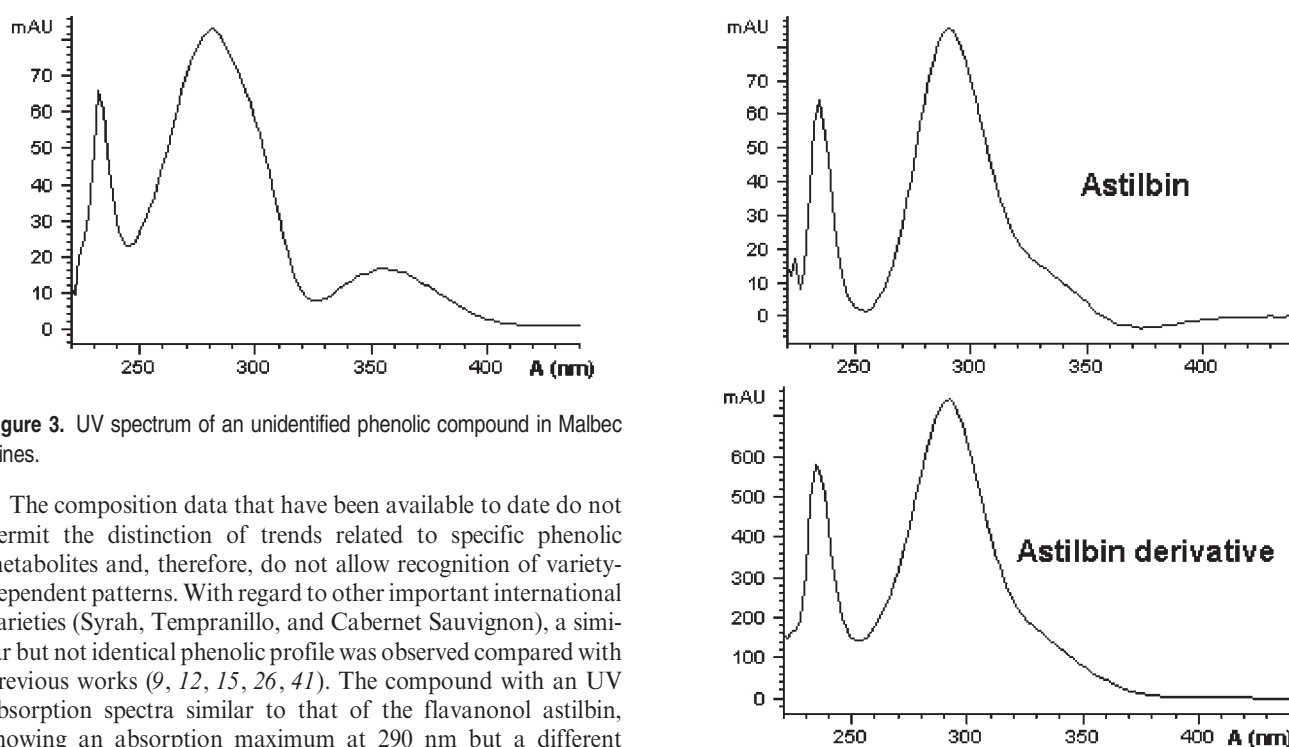 mAU
70
60
50
40
30
20
10
0
250 300 350 400 A (nm)
igure 3. UV spectrum of an unidentified phenolic compound in Malbec
ines.
The composition data that have been available to date do not
ermit the distinction of trends related to specific phenolic
etabolites and, therefore, do not allow recognition of variety-
ependent patterns. With regard to other important international
arieties (Syrah, Tempranillo, and Cabernet Sauvignon), a simi-
ar but not identical phenolic profile was observed compared with
revious works (9, 12, 15, 26, 41). The compound with an UV
bsorption spectra similar to that of the flavanonol astilbin,
howing an absorption maximum at 290 nm but a different
mAU
70
60
50
40
30
20
10
0
Astilbin
250 300 350 400
mAU
600
500
400
300
200
100
0
Astilbin derivative
250 300 350 400 A (nm)